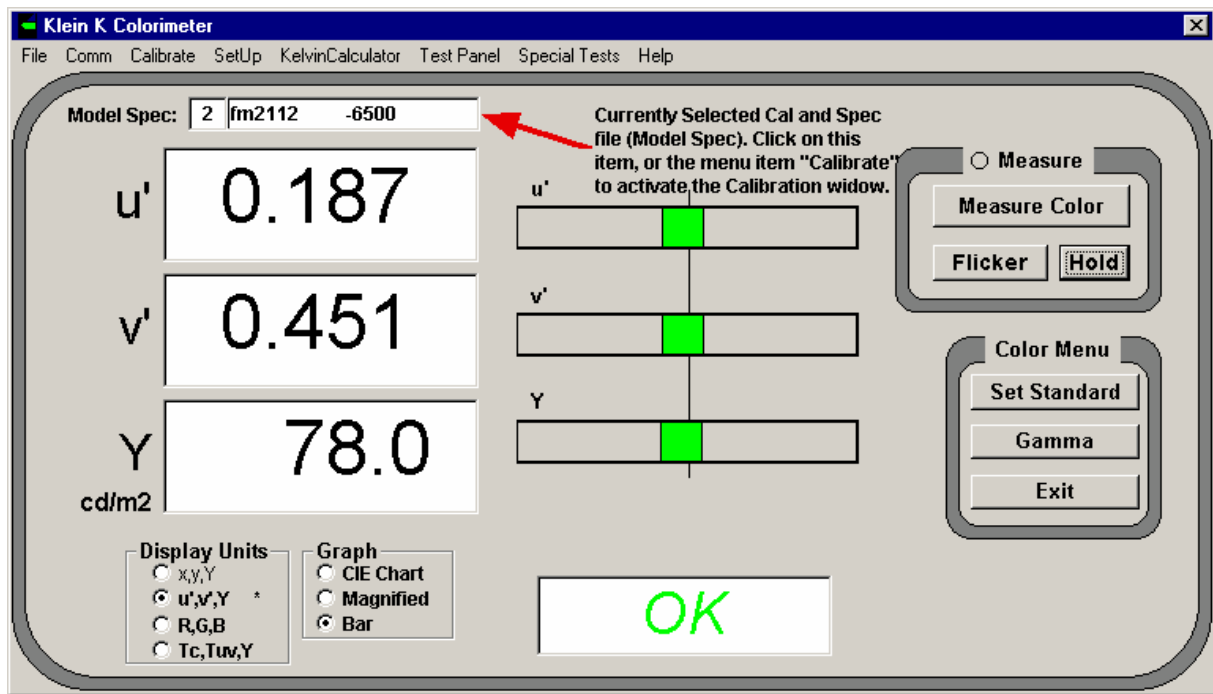 Klein K Colorimeter
File Comm Calibrate SetUp KelvinCalculator Test Panel Special Tests Help
Model Spec: 2 fm2112 -6500
Currently Selected Cal and Spec
file (Model Spec). Click on this
item, or the menu item "Calibrate"
to activate the Calibration widow.
u' 0.187
v' 0.451
Y 78.0
cd/m2
u'
v'
Y
Measure
Measure Color
Flicker Hold
Color Menu
Set Standard
Gamma
Exit
Display Units
x,y,Y
u',v',Y *
R,G,B
Tc,Tuv,Y
Graph
CIE Chart
Magnified
Bar
OK